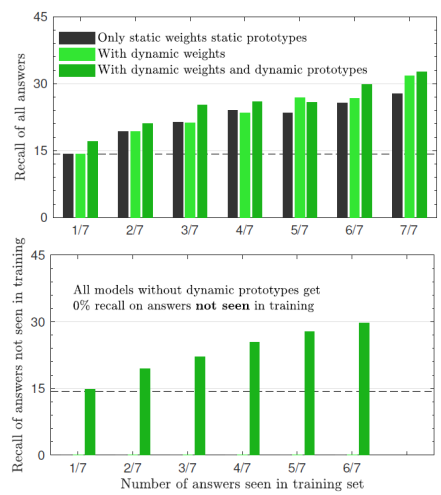 Recall of all answers
45
30
15
0
Only static weights static prototypes
With dynamic weights
With dynamic weights and dynamic prototypes
1/7 2/7 3/7 4/7 5/7 6/7 7/7
Recall of answers not seen in training
45
30
15
0
All models without dynamic prototypes get
0% recall on answers not seen in training
1/7 2/7 3/7 4/7 5/7 6/7
Number of answers seen in training set